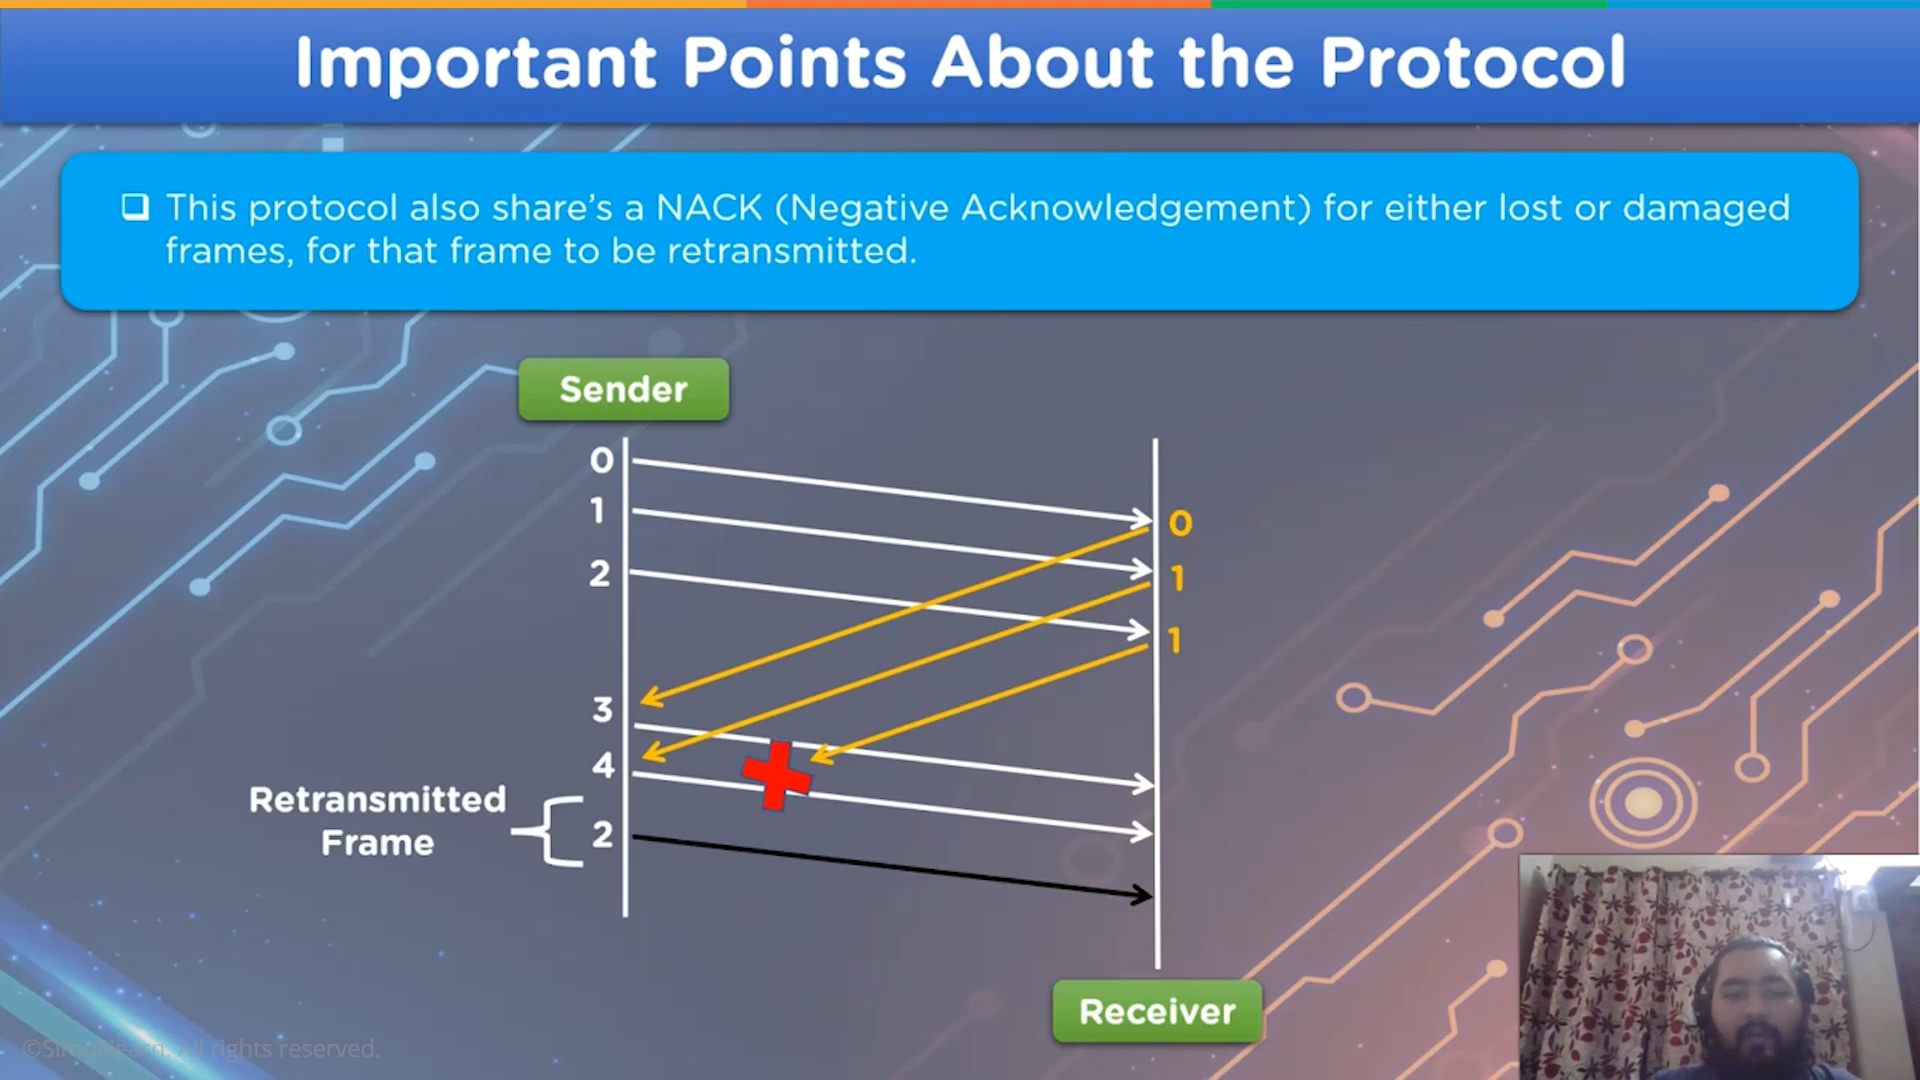 Important Points About the Protocol
❑ This protocol also share's a NACK (Negative Acknowledgement) for either lost or damaged
frames, for that frame to be retransmitted.
Sender
0
1
2
3
4
2
0
1
1
Retransmitted
Frame
Receiver
©Simplilearn. All rights reserved.